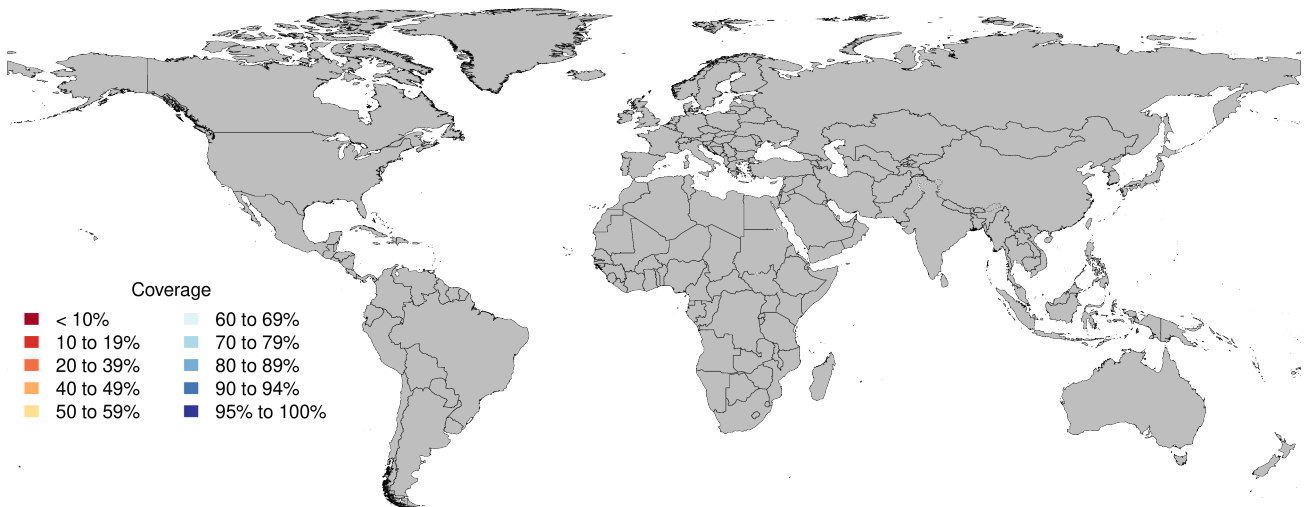 Coverage
< 10%
10 to 19%
20 to 39%
40 to 49%
50 to 59%
60 to 69%
70 to 79%
80 to 89%
90 to 94%
95% to 100%